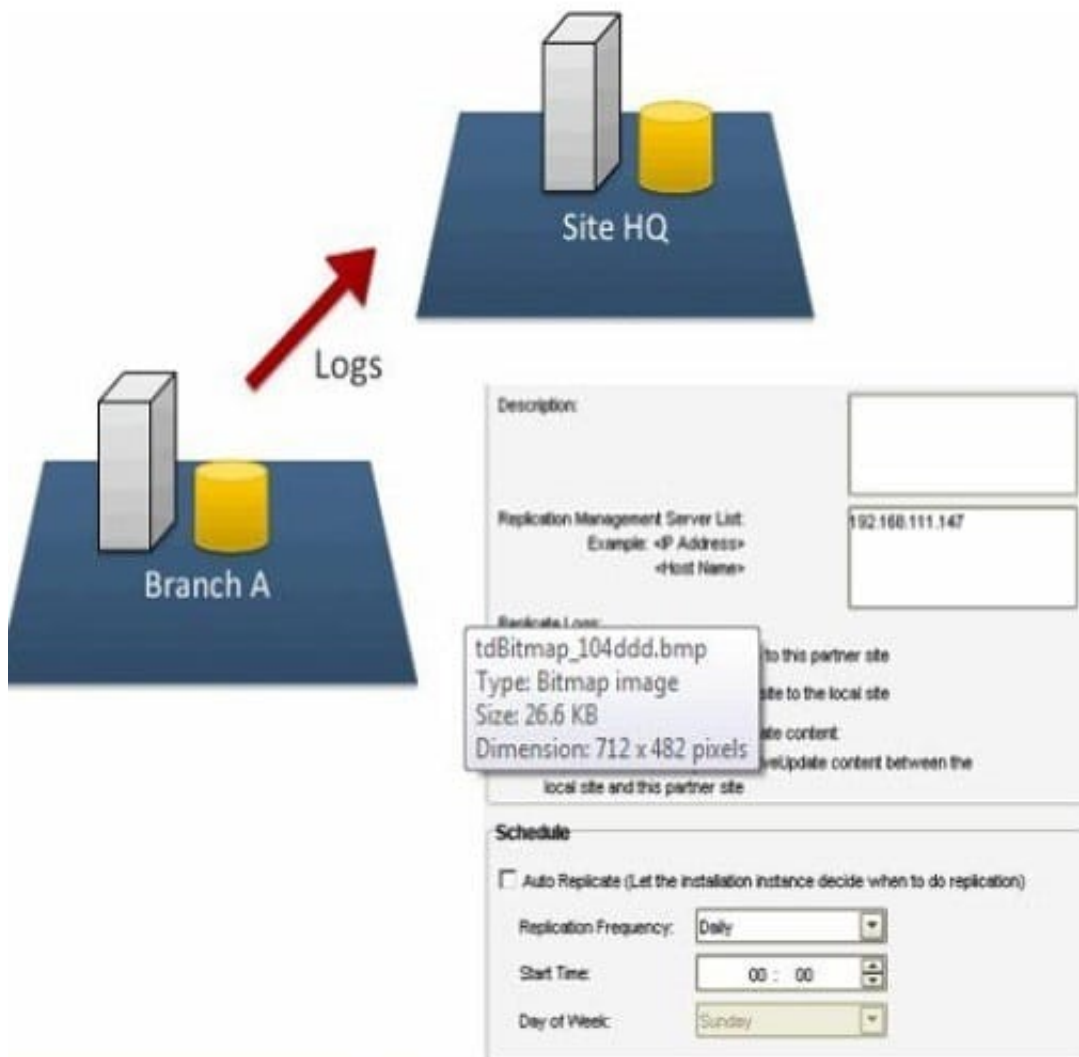 Site HQ
Logs
Branch A
Description:
Replication Management Server List:
192.168.111.147
Example: <IP Address>
<Host Name>
Replicate Logs:
tdBitmap_104ddd.bmp
Type: Bitmap image
Size: 26.6 KB
Dimension: 712 x 482 pixels
to this partner site
site to the local site
content
content between the
local site and this partner site
Schedule
Auto Replicate (Let the installation instance decide when to do replication)
Replication Frequency:
Daily
Start Time:
00 : 00
Day of Week:
Sunday